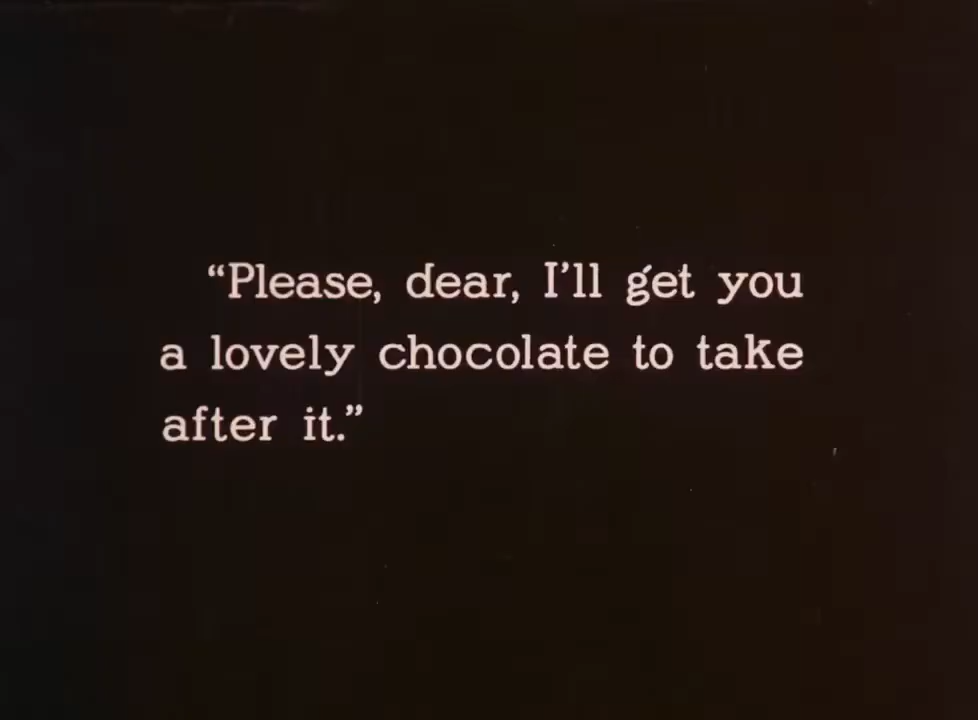 “Please, dear, I’ll get you
a lovely chocolate to take
after it.”